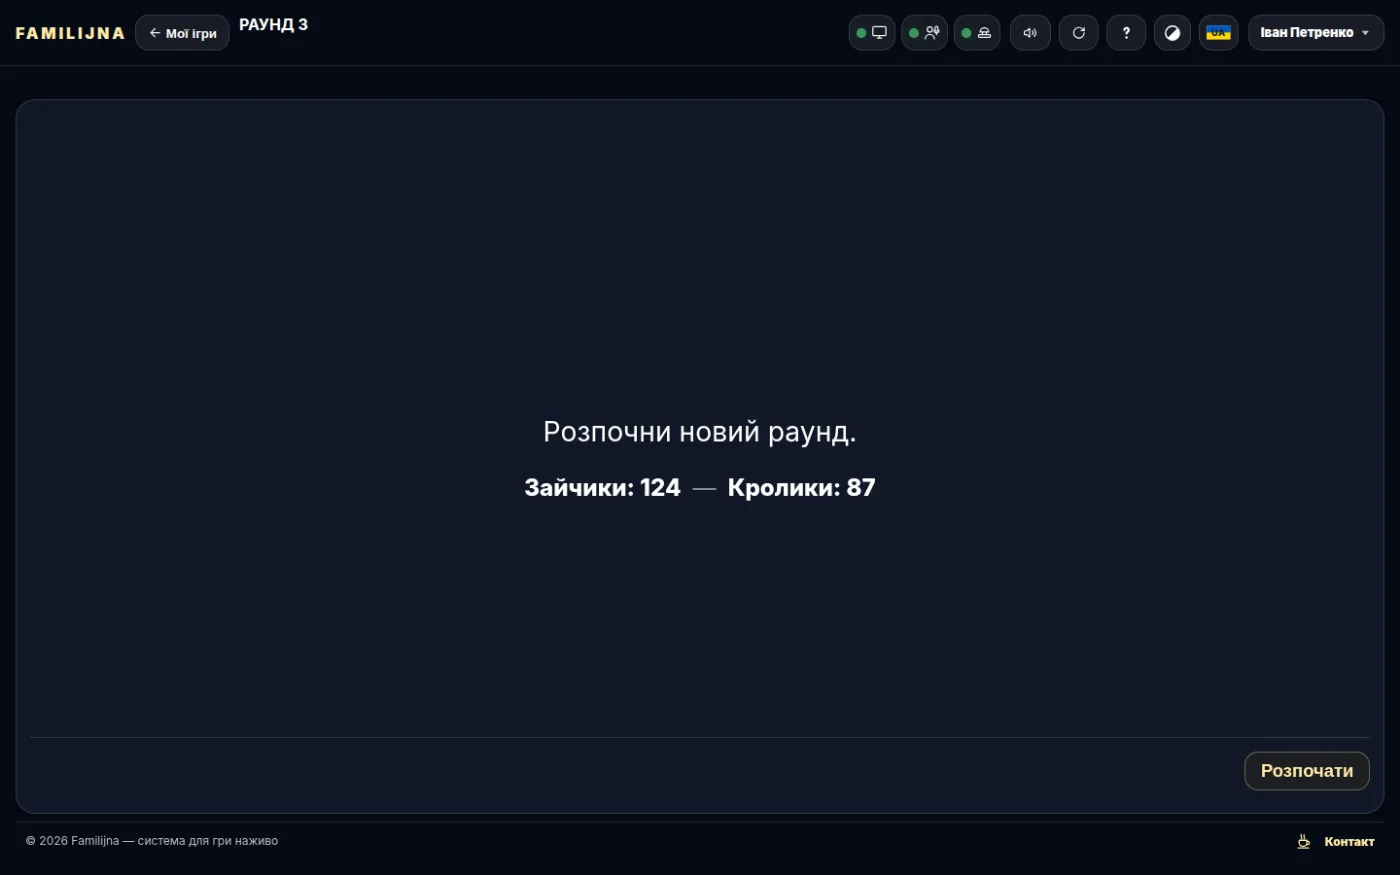 FAMILIJNA
← Мої ігри
РАУНД 3
?
UA
Іван Петренко
Розпочни новий раунд.
Зайчики: 124 — Кролики: 87
Розпочати
© 2026 Familijna — система для гри наживо
Контакт